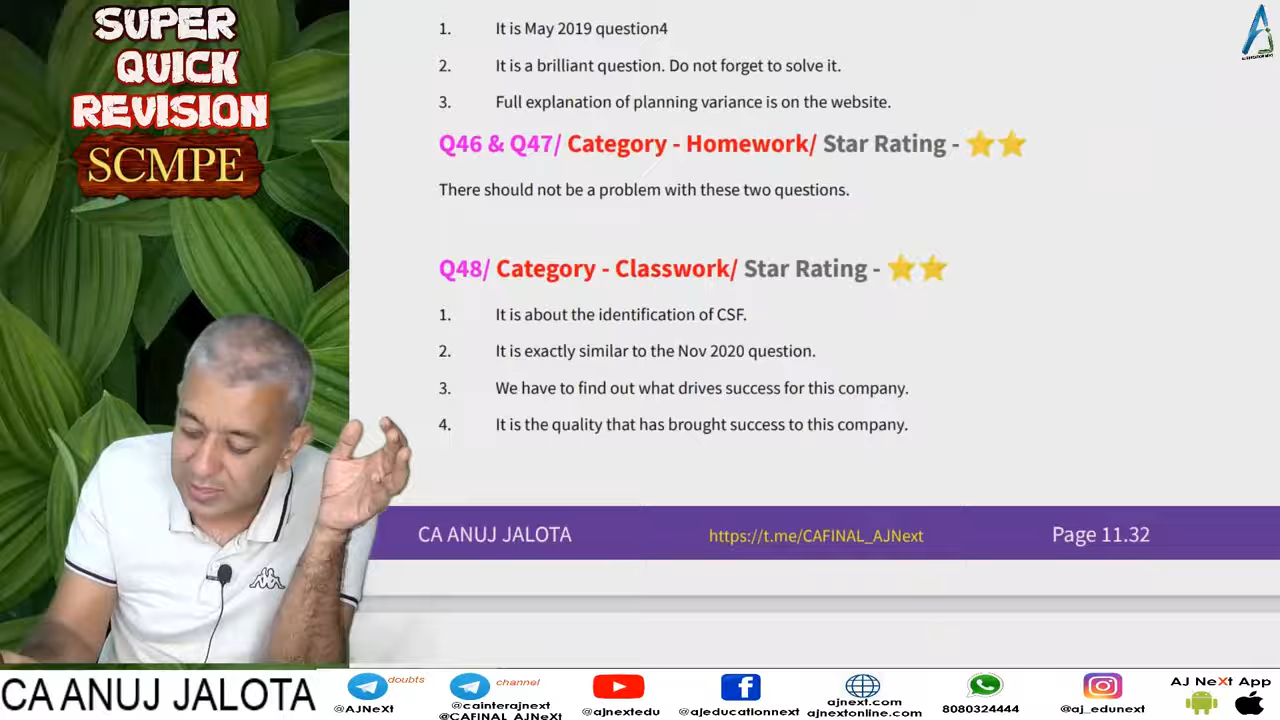 SUPER
QUICK
REVISION
SCMPE
1. It is May 2019 question4
2. It is a brilliant question. Do not forget to solve it.
3. Full explanation of planning variance is on the website.
Q46 & Q47/ Category - Homework/ Star Rating - ⭐⭐
There should not be a problem with these two questions.
Q48/ Category - Classwork/ Star Rating - ⭐⭐
1. It is about the identification of CSF.
2. It is exactly similar to the Nov 2020 question.
3. We have to find out what drives success for this company.
4. It is the quality that has brought success to this company.
CA ANUJ JALOTA https://t.me/CAFINAL_AJNext Page 11.32
CA ANUJ JALOTA
doubts
@AJNeXt
channel
@cainterajnext
@CAFINAL_AJNeXt
@ajnextedu
@ajeducationnext
ajnext.com
ajnextonline.com
8080324444
@aj_edunext
AJ NeXt App